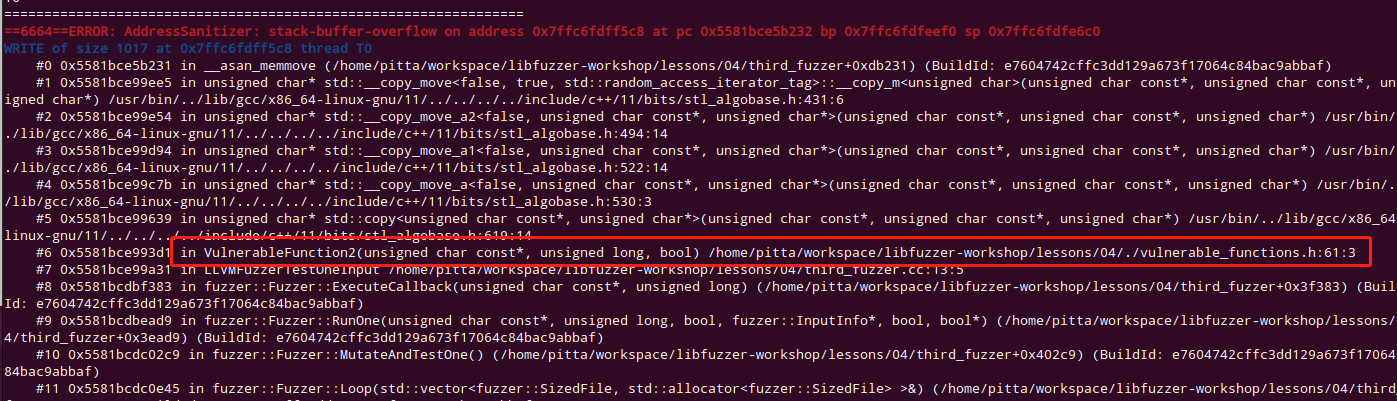 =================================================================
==6664==ERROR: AddressSanitizer: stack-buffer-overflow on address 0x7ffc6fdff5c8 at pc 0x5581bce5b232 bp 0x7ffc6fdfeef0 sp 0x7ffc6fdfe6c0
WRITE of size 1017 at 0x7ffc6fdff5c8 thread T0
#0 0x5581bce5b231 in __asan_memmove (/home/pitta/workspace/libfuzzer-workshop/lessons/04/third_fuzzer+0xdb231) (BuildId: e7604742cffc3dd129a673f17064c84bac9abbaf)
#1 0x5581bce99ee5 in unsigned char* std::__copy_move<false, true, std::random_access_iterator_tag>::__copy_m<unsigned char>(unsigned char const*, unsigned char const*, uns
igned char*) /usr/bin/../lib/gcc/x86_64-linux-gnu/11/../../../../include/c++/11/bits/stl_algobase.h:431:6
#2 0x5581bce99e54 in unsigned char* std::__copy_move_a2<false, unsigned char const*, unsigned char*>(unsigned char const*, unsigned char const*, unsigned char*) /usr/bin/.
./lib/gcc/x86_64-linux-gnu/11/../../../../include/c++/11/bits/stl_algobase.h:494:14
#3 0x5581bce99d94 in unsigned char* std::__copy_move_a1<false, unsigned char const*, unsigned char*>(unsigned char const*, unsigned char const*, unsigned char*) /usr/bin/.
./lib/gcc/x86_64-linux-gnu/11/../../../../include/c++/11/bits/stl_algobase.h:522:14
#4 0x5581bce99c7b in unsigned char* std::__copy_move_a<false, unsigned char const*, unsigned char*>(unsigned char const*, unsigned char const*, unsigned char*) /usr/bin/..
/lib/gcc/x86_64-linux-gnu/11/../../../../include/c++/11/bits/stl_algobase.h:530:3
#5 0x5581bce99639 in unsigned char* std::copy<unsigned char const*, unsigned char*>(unsigned char const*, unsigned char const*, unsigned char*) /usr/bin/../lib/gcc/x86_64-
linux-gnu/11/../../../../include/c++/11/bits/stl_algobase.h:619:14
#6 0x5581bce993d1 in VulnerableFunction2(unsigned char const*, unsigned long, bool) /home/pitta/workspace/libfuzzer-workshop/lessons/04/./vulnerable_functions.h:61:3
#7 0x5581bce99a31 in LLVMFuzzerTestOneInput /home/pitta/workspace/libfuzzer-workshop/lessons/04/third_fuzzer.cc:13:5
#8 0x5581bcdbf383 in fuzzer::Fuzzer::ExecuteCallback(unsigned char const*, unsigned long) (/home/pitta/workspace/libfuzzer-workshop/lessons/04/third_fuzzer+0x3f383) (Buil
Id: e7604742cffc3dd129a673f17064c84bac9abbaf)
#9 0x5581bcdbead9 in fuzzer::Fuzzer::RunOne(unsigned char const*, unsigned long, bool, fuzzer::InputInfo*, bool, bool*) (/home/pitta/workspace/libfuzzer-workshop/lessons/
4/third_fuzzer+0x3ead9) (BuildId: e7604742cffc3dd129a673f17064c84bac9abbaf)
#10 0x5581bcdc02c9 in fuzzer::Fuzzer::MutateAndTestOne() (/home/pitta/workspace/libfuzzer-workshop/lessons/04/third_fuzzer+0x402c9) (BuildId: e7604742cffc3dd129a673f17064
84bac9abbaf)
#11 0x5581bcdc0e45 in fuzzer::Fuzzer::Loop(std::vector<fuzzer::SizedFile, std::allocator<fuzzer::SizedFile> >&) (/home/pitta/workspace/libfuzzer-workshop/lessons/04/third